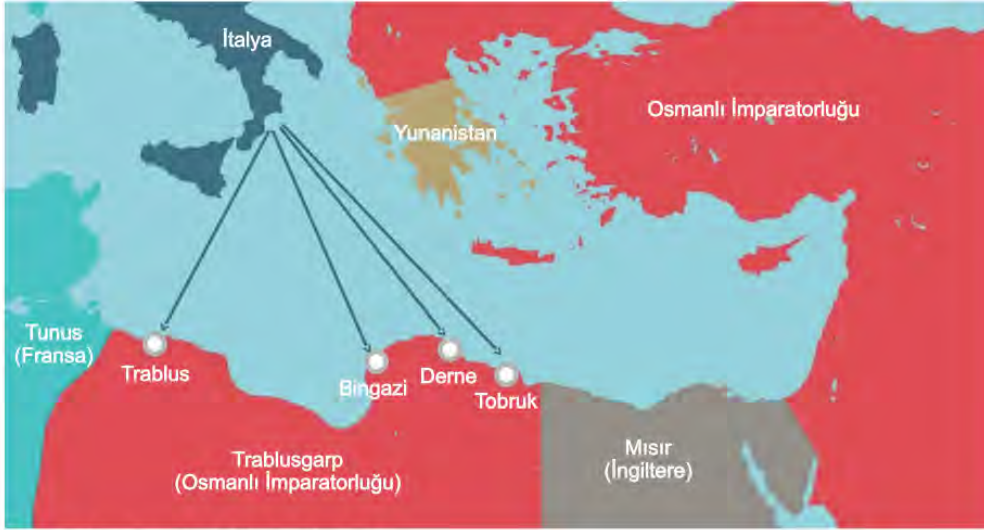 İtalya
Osmanlı İmparatorluğu
Yunanistan
Tunus
(Fransa)
Trablus
Bingazi
Derne
Tobruk
Trablusgarp
(Osmanlı İmparatorluğu)
Mısır
(İngiltere)